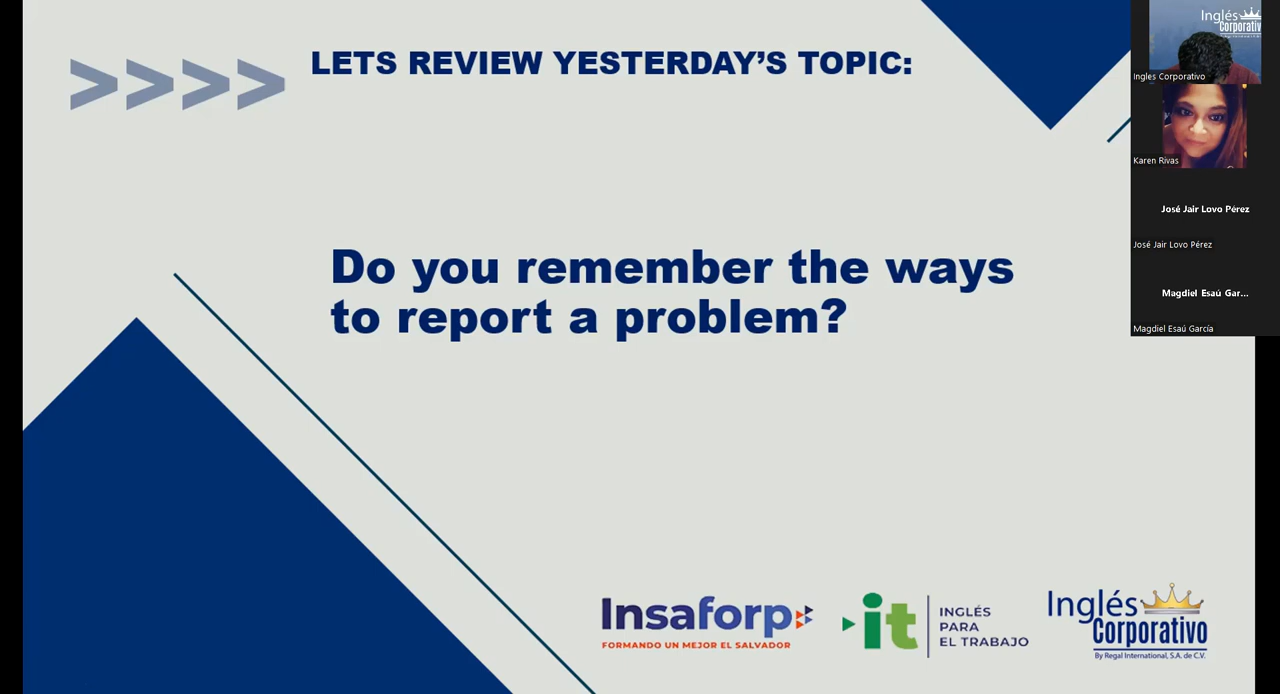 >>>> LETS REVIEW YESTERDAY'S TOPIC:
Do you remember the ways
to report a problem?
Insaforp
FORMANDO UN MEJOR EL SALVADOR
it
INGLÉS
PARA
EL TRABAJO
Inglés
Corporativo
By Regal International, S.A. de C.V.
Inglés
Corporativo
Ingles Corporativo
Karen Rivas
José Jair Lovo Pérez
José Jair Lovo Pérez
Magdiel Esaú Gar...
Magdiel Esaú García